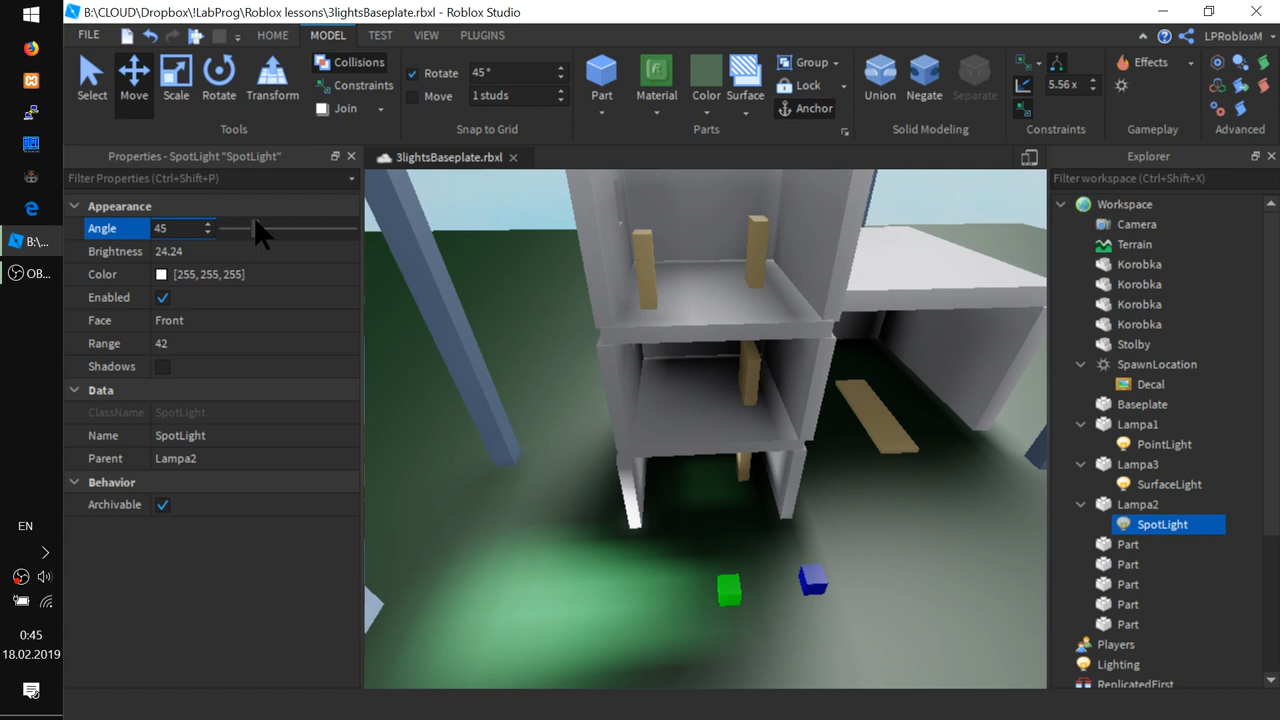 B:\CLOUD\Dropbox\!LabProg\Roblox lessons\3lightsBaseplate.rbxl - Roblox Studio
FILE
HOME
MODEL
TEST
VIEW
PLUGINS
LPRobloxM
Select
Move
Scale
Rotate
Transform
Collisions
Constraints
Join
Tools
Rotate 45°
Move 1 studs
Snap to Grid
Part
Material
Color
Surface
Group
Lock
Anchor
Parts
Union
Negate
Separate
Solid Modeling
5.56 x
Constraints
Effects
Gameplay
Advanced
Properties - SpotLight "SpotLight"
Filter Properties (Ctrl+Shift+P)
Appearance
Angle 45
Brightness 24.24
Color [255, 255, 255]
Enabled
Face Front
Range 42
Shadows
Data
ClassName SpotLight
Name SpotLight
Parent Lampa2
Behavior
Archivable
3lightsBaseplate.rbxl
Explorer
Filter workspace (Ctrl+Shift+X)
Workspace
Camera
Terrain
Korobka
Korobka
Korobka
Korobka
Stolby
SpawnLocation
Decal
Baseplate
Lampa1
PointLight
Lampa3
SurfaceLight
Lampa2
SpotLight
Part
Part
Part
Part
Part
Players
Lighting
ReplicatedFirst
B:\...
OB...
EN
0:45
18.02.2019